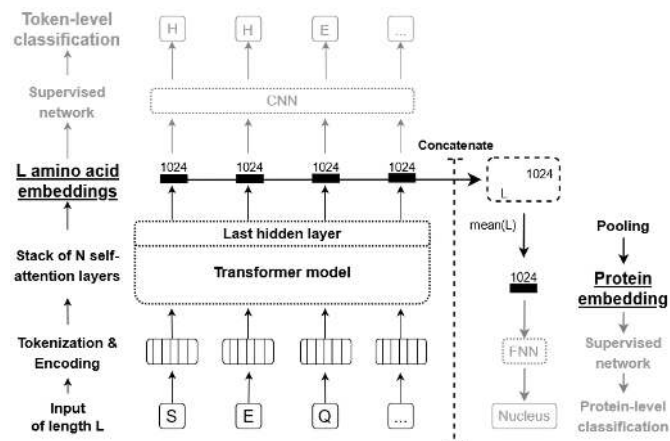 Token-level
classification
H H E ...
Supervised
network
CNN
L amino acid
embeddings
1024 1024 1024 1024
Concatenate
1024
L
Last hidden layer
mean(L)
Pooling
Stack of N self-
attention layers
Transformer model
1024
Protein
embedding
Tokenization &
Encoding
FNN
Supervised
network
Input
of length L
S E Q ...
Nucleus
Protein-level
classification